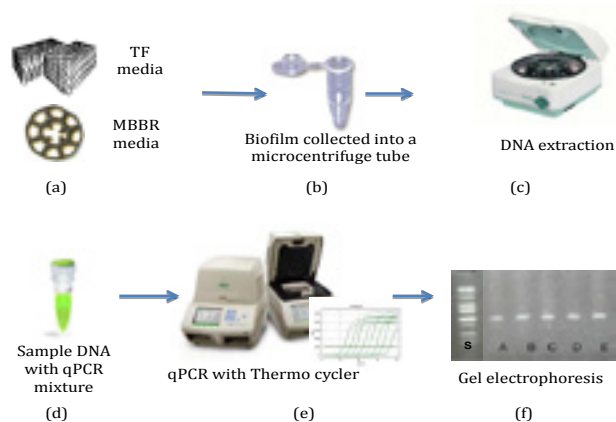 TF
media
MBBR
media
Biofilm collected into a
microcentrifuge tube
DNA extraction
(a)
(b)
(c)
Sample DNA
with qPCR
mixture
qPCR with Thermo cycler
S A B C D E
Gel electrophoresis
(d)
(e)
(f)